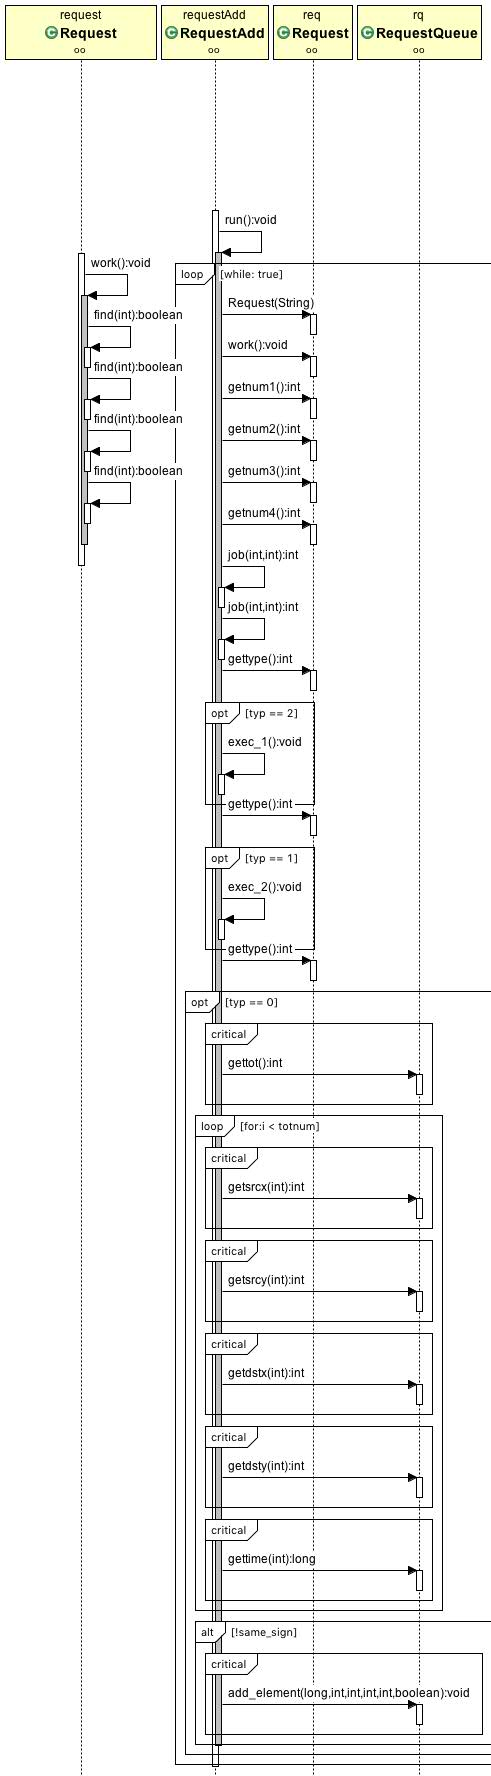 request
C Request
oo
requestAdd
C RequestAdd
oo
req
C Request
oo
rq
C RequestQueue
oo
run():void
work():void
loop [while: true]
Request(String)
find(int):boolean
work():void
find(int):boolean
getnum1():int
find(int):boolean
getnum2():int
find(int):boolean
getnum3():int
getnum4():int
job(int,int):int
job(int,int):int
gettype():int
opt [typ == 2]
exec_1():void
gettype():int
opt [typ == 1]
exec_2():void
gettype():int
opt [typ == 0]
critical
gettot():int
loop [for:i < totnum]
critical
getsrcx(int):int
critical
getsrcy(int):int
critical
getdstx(int):int
critical
getdsty(int):int
critical
gettime(int):long
alt [!same_sign]
critical
add_element(long,int,int,int,int,boolean):void